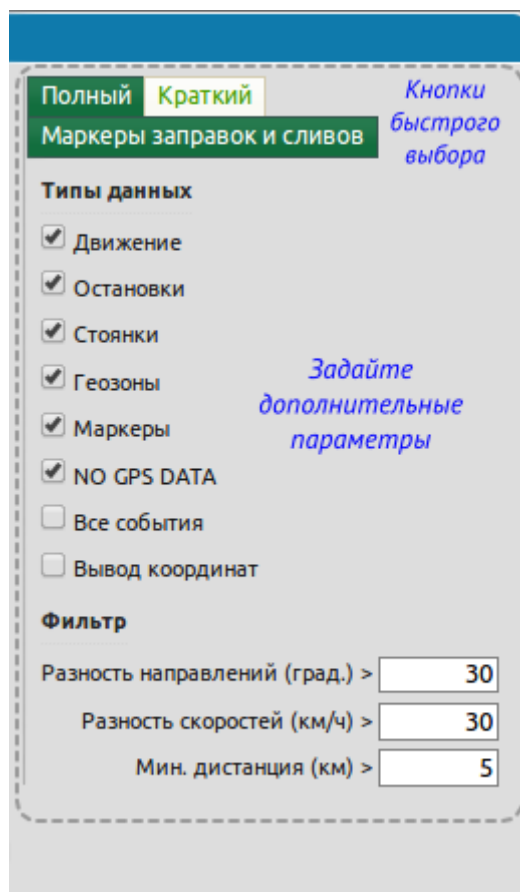 Полный Краткий
Маркеры заправок и сливов
Кнопки
быстрого
выбора
Типы данных
Движение
Остановки
Стоянки
Геозоны
Маркеры
NO GPS DATA
Все события
Вывод координат
Задайте
дополнительные
параметры
Фильтр
Разность направлений (град.) > 30
Разность скоростей (км/ч) > 30
Мин. дистанция (км) > 5